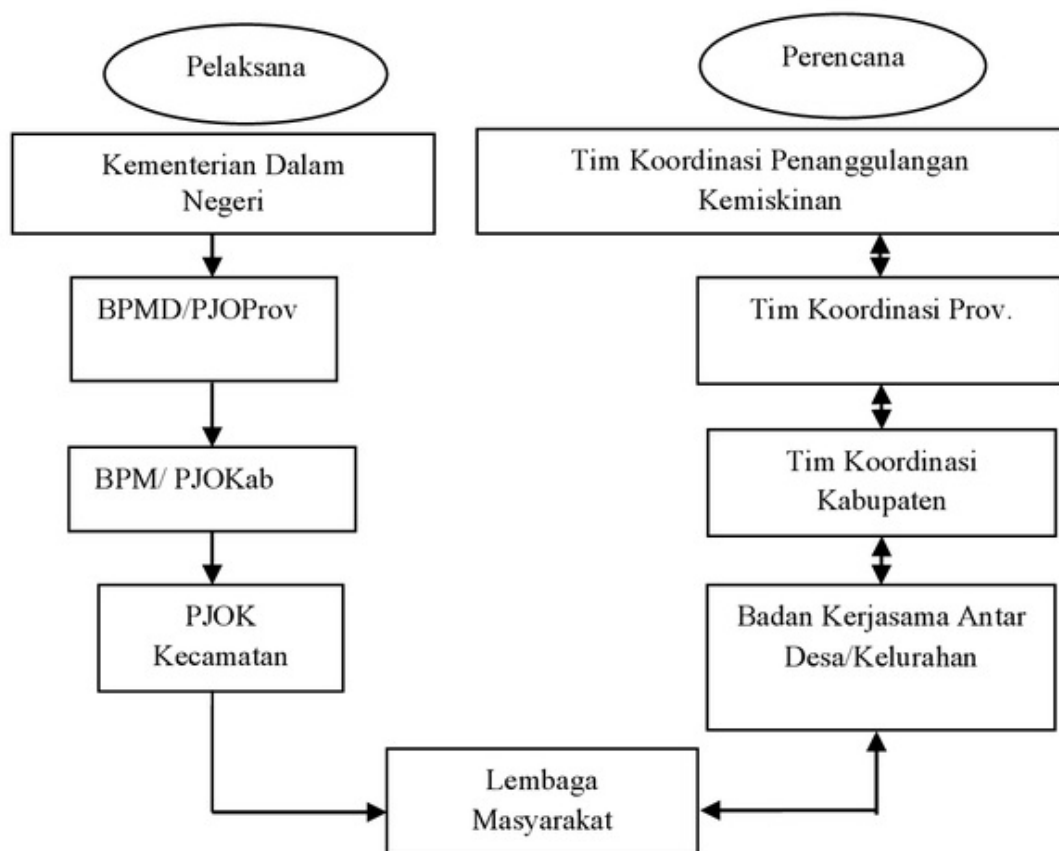 Pelaksana
Kementerian Dalam
Negeri
BPMD/PJOProv
BPM/ PJOKab
PJOK
Kecamatan
Perencana
Tim Koordinasi Penanggulangan
Kemiskinan
Tim Koordinasi Prov.
Tim Koordinasi
Kabupaten
Badan Kerjasama Antar
Desa/Kelurahan
Lembaga
Masyarakat